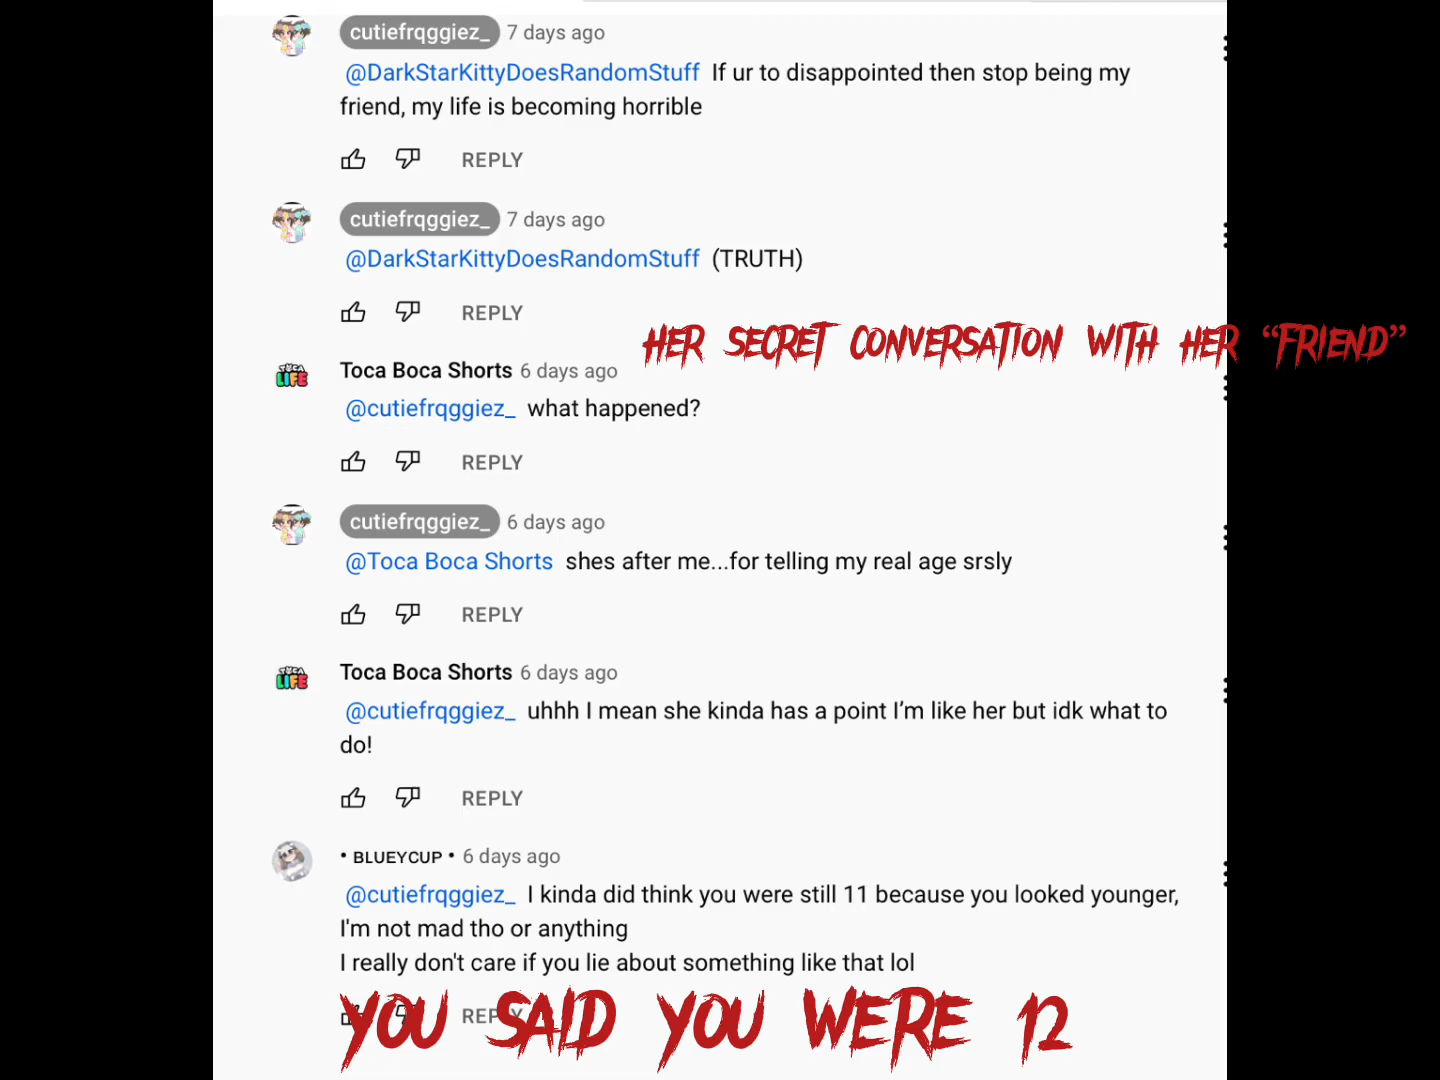 cutiefrqggiez_ 7 days ago
@DarkStarKittyDoesRandomStuff If ur to disappointed then stop being my
friend, my life is becoming horrible
REPLY
cutiefrqggiez_ 7 days ago
@DarkStarKittyDoesRandomStuff (TRUTH)
REPLY
HER SECRET CONVERSATION WITH HER “FRIEND”
TOCA LIFE
Toca Boca Shorts 6 days ago
@cutiefrqggiez_ what happened?
REPLY
cutiefrqggiez_ 6 days ago
@Toca Boca Shorts shes after me...for telling my real age srsly
REPLY
TOCA LIFE
Toca Boca Shorts 6 days ago
@cutiefrqggiez_ uhhh I mean she kinda has a point I’m like her but idk what to
do!
REPLY
• BLUEYCUP • 6 days ago
@cutiefrqggiez_ I kinda did think you were still 11 because you looked younger,
I'm not mad tho or anything
I really don't care if you lie about something like that lol
REPLY
YOU SAID YOU WERE 12